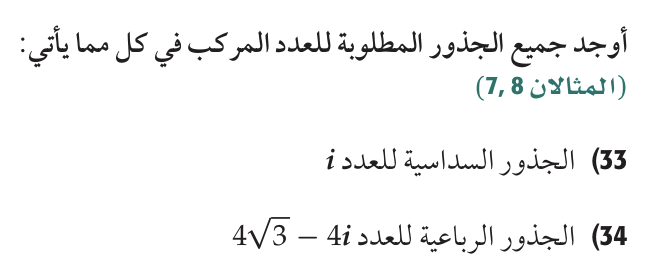 أوجد جميع الجذور المطلوبة للعدد المركب في كل مما يأتي:
(المثالان 7, 8)
33) الجذور السداسية للعدد i
34) الجذور الرباعية للعدد 4√3 − 4i